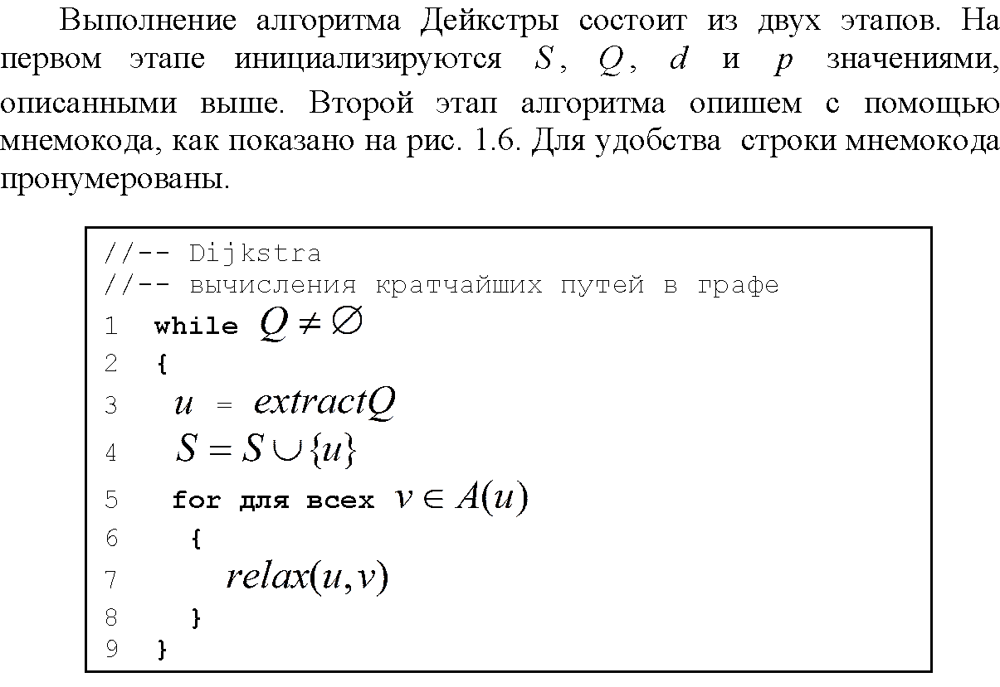 Выполнение алгоритма Дейкстры состоит из двух этапов. На
первом этапе инициализируются S, Q, d и p значениями,
описанными выше. Второй этап алгоритма опишем с помощью
мнемокода, как показано на рис. 1.6. Для удобства строки мнемокода
пронумерованы.
//-- Dijkstra
//-- вычисления кратчайших путей в графе
1 while Q ≠ ∅
2 {
3 u = extractQ
4 S = S ∪ {u}
5 for для всех v ∈ A(u)
6 {
7 relax(u,v)
8 }
9 }